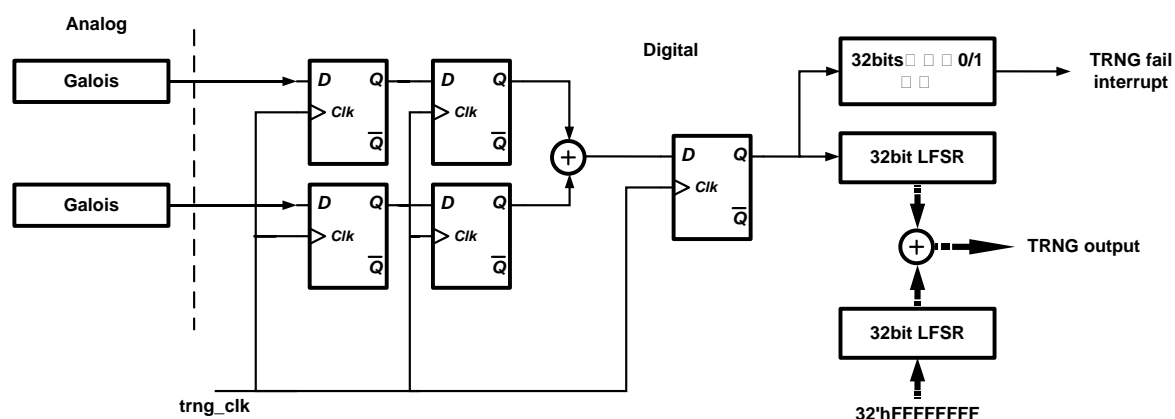 Analog
Digital
Galois
D
Q
Clk
Q
D
Q
Clk
Q
32bits 0/1
TRNG fail
interrupt
D
Q
Clk
Q
32bit LFSR
Galois
D
Q
Clk
Q
D
Q
Clk
Q
TRNG output
32bit LFSR
trng_clk
32'hFFFFFFFF